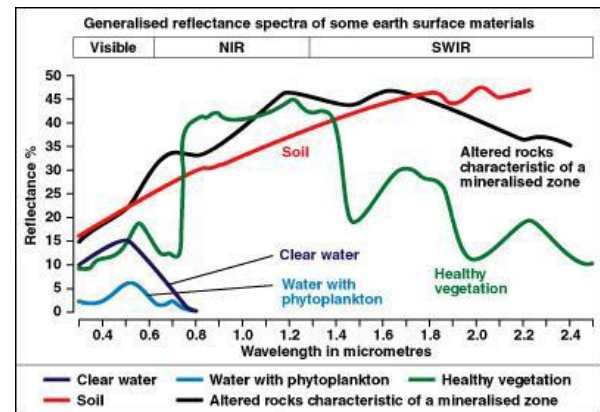 Generalised reflectance spectra of some earth surface materials
Visible NIR SWIR
50
45
40
35
30
25
20
15
10
5
0
Reflectance %
Soil
Altered rocks
characteristic of a
mineralised zone
Clear water
Water with
phytoplankton
Healthy
vegetation
0.4 0.6 0.8 1.0 1.2 1.4 1.6 1.8 2.0 2.2 2.4
Wavelength in micrometres
Clear water Water with phytoplankton Healthy vegetation
Soil Altered rocks characteristic of a mineralised zone